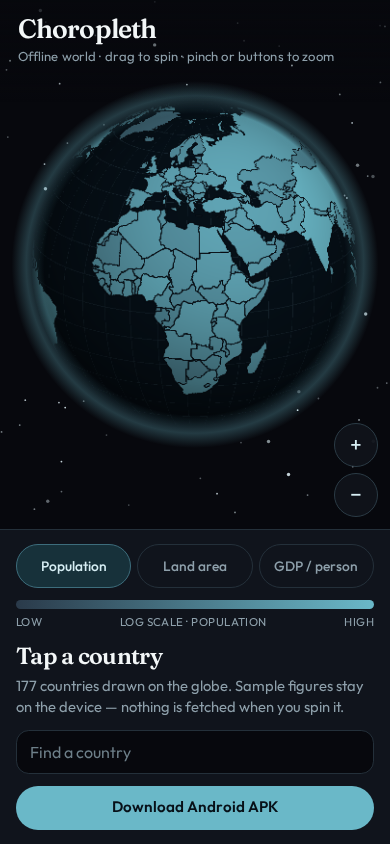 Choropleth
Offline world · drag to spin · pinch or buttons to zoom
+
−
Population
Land area
GDP / person
LOW
LOG SCALE · POPULATION
HIGH
Tap a country
177 countries drawn on the globe. Sample figures stay
on the device — nothing is fetched when you spin it.
Find a country
Download Android APK